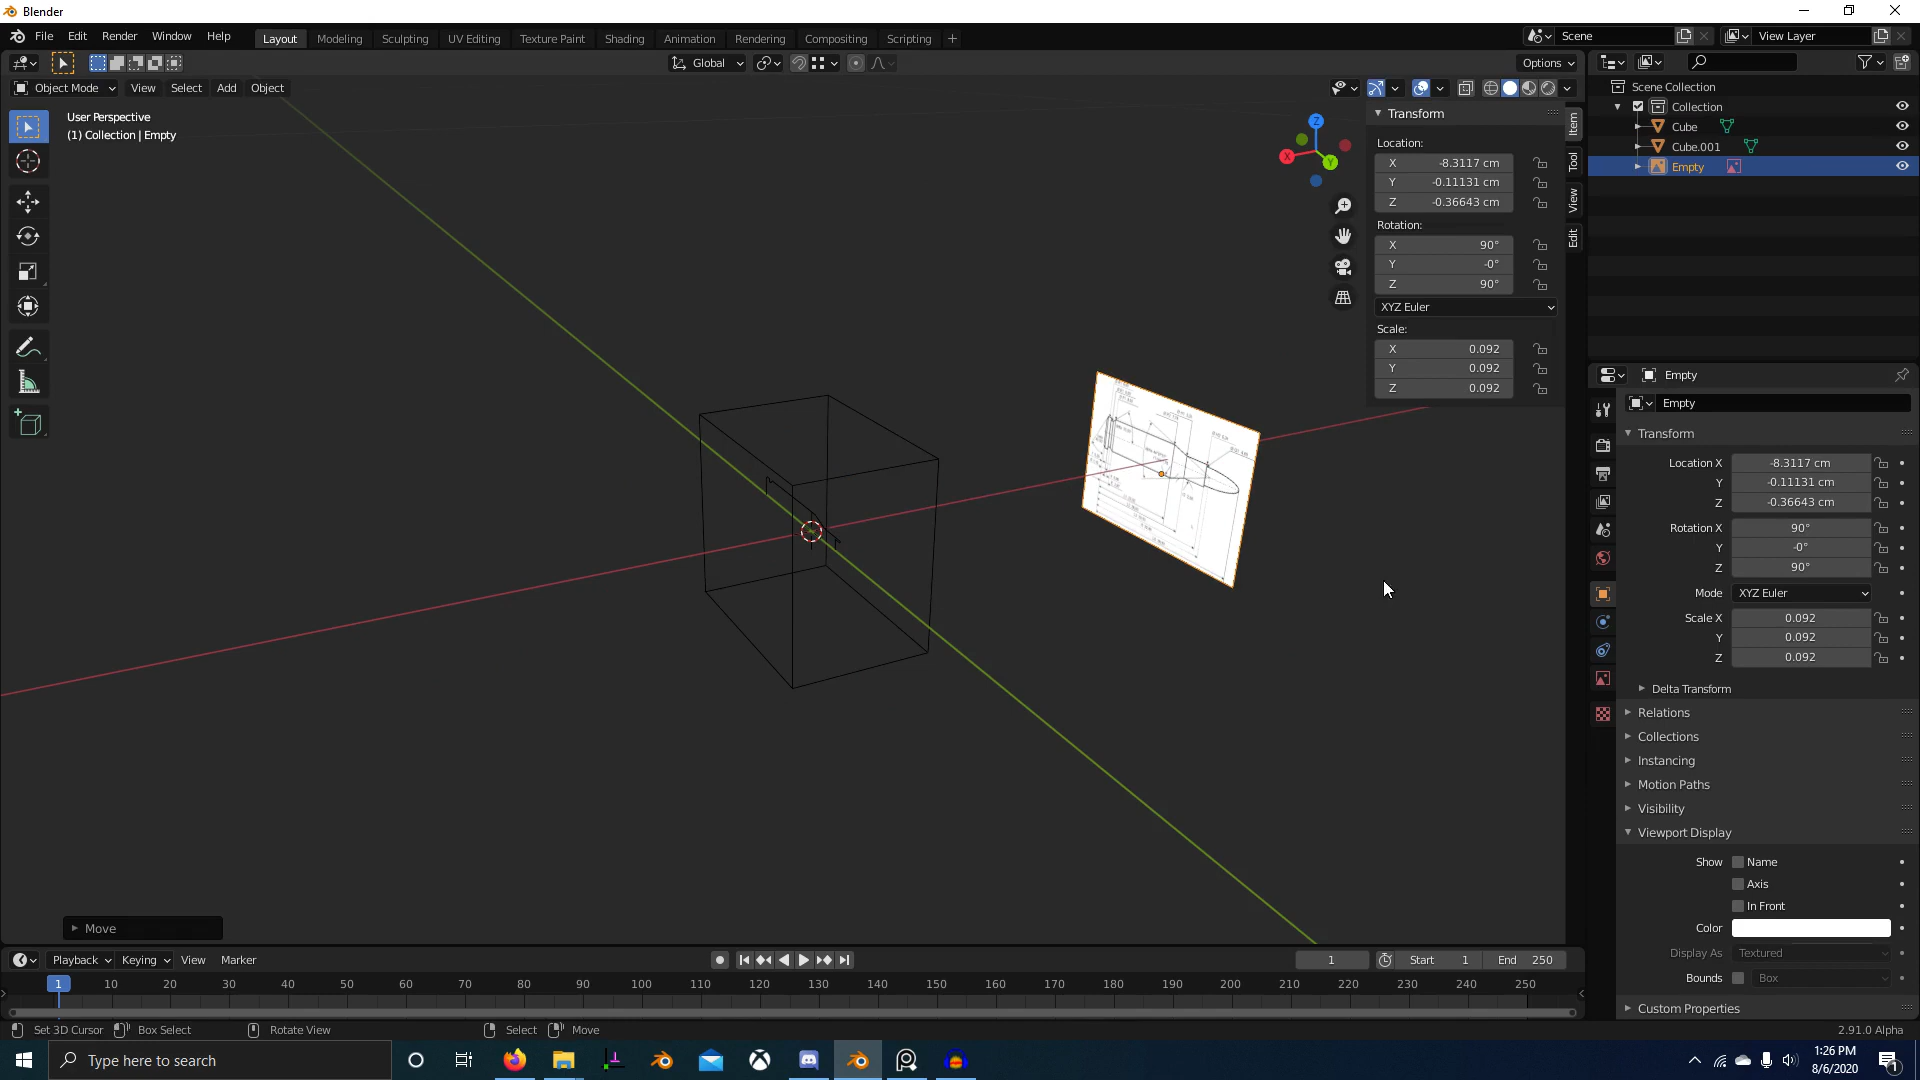 Blender
File Edit Render Window Help
Layout Modeling Sculpting UV Editing Texture Paint Shading Animation Rendering Compositing Scripting +
Scene
View Layer
Global
Options
Object Mode View Select Add Object
User Perspective
(1) Collection | Empty
Z
X
Y
Transform
Location:
X -8.3117 cm
Y -0.11131 cm
Z -0.36643 cm
Rotation:
X 90°
Y -0°
Z 90°
XYZ Euler
Scale:
X 0.092
Y 0.092
Z 0.092
Item
Tool
View
Edit
Move
Scene Collection
Collection
Cube
Cube.001
Empty
Empty
Empty
Transform
Location X -8.3117 cm
Y -0.11131 cm
Z -0.36643 cm
Rotation X 90°
Y -0°
Z 90°
Mode XYZ Euler
Scale X 0.092
Y 0.092
Z 0.092
Delta Transform
Relations
Collections
Instancing
Motion Paths
Visibility
Viewport Display
Show Name
Axis
In Front
Color
Display As Textured
Bounds Box
Custom Properties
Playback Keying View Marker
1
Start 1 End 250
1 10 20 30 40 50 60 70 80 90 100 110 120 130 140 150 160 170 180 190 200 210 220 230 240 250
Set 3D Cursor Box Select Rotate View Select Move
2.91.0 Alpha
Type here to search
1:26 PM
8/6/2020
1